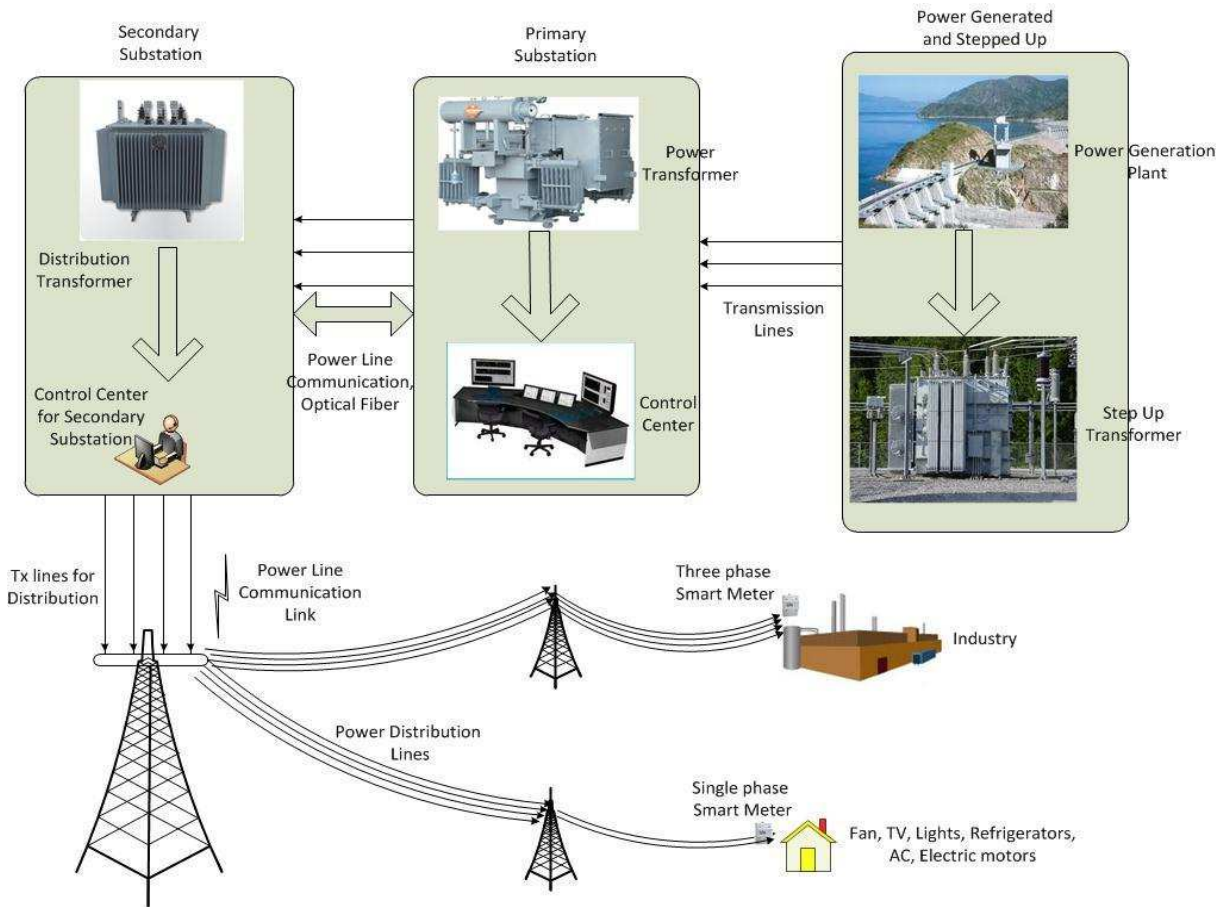 Secondary
Substation
Primary
Substation
Power Generated
and Stepped Up
Power
Transformer
Power Generation
Plant
Distribution
Transformer
Transmission
Lines
Power Line
Communication,
Optical Fiber
Control Center
for Secondary
Substation
Control
Center
Step Up
Transformer
Tx lines for
Distribution
Power Line
Communication
Link
Three phase
Smart Meter
Industry
Power Distribution
Lines
Single phase
Smart Meter
Fan, TV, Lights, Refrigerators,
AC, Electric motors